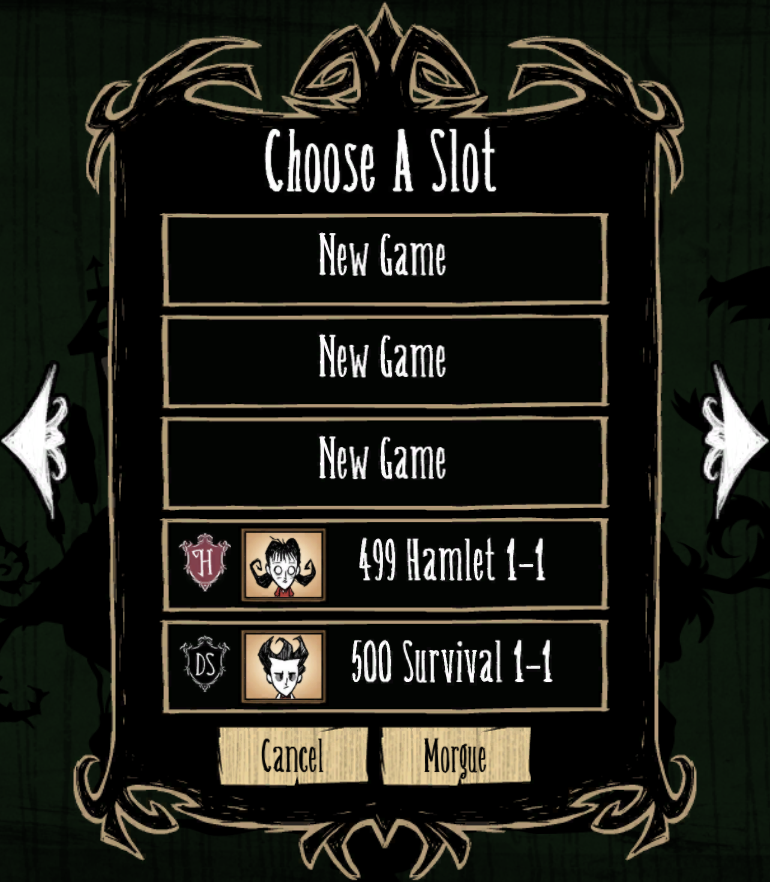 Choose A Slot
New Game
New Game
New Game
H 499 Hamlet 1-1
DS 500 Survival 1-1
Cancel Morgue